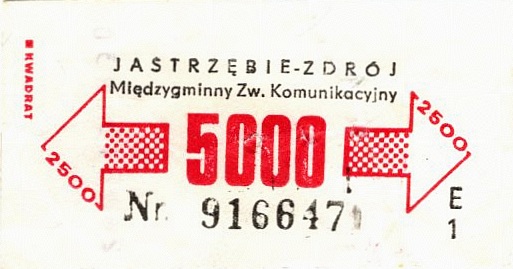 ■ KWADRAT
JASTRZĘBIE-ZDRÓJ
Międzygminny Zw. Komunikacyjny
2500
5000
2500
Nr 916647
E
1